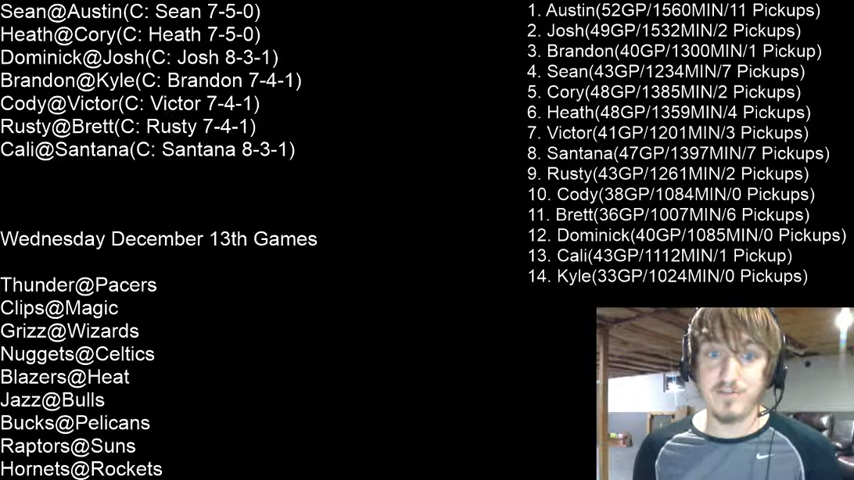 Sean@Austin(C: Sean 7-5-0)
Heath@Cory(C: Heath 7-5-0)
Dominick@Josh(C: Josh 8-3-1)
Brandon@Kyle(C: Brandon 7-4-1)
Cody@Victor(C: Victor 7-4-1)
Rusty@Brett(C: Rusty 7-4-1)
Cali@Santana(C: Santana 8-3-1)
Wednesday December 13th Games
Thunder@Pacers
Clips@Magic
Grizz@Wizards
Nuggets@Celtics
Blazers@Heat
Jazz@Bulls
Bucks@Pelicans
Raptors@Suns
Hornets@Rockets
1. Austin(52GP/1560MIN/11 Pickups)
2. Josh(49GP/1532MIN/2 Pickups)
3. Brandon(40GP/1300MIN/1 Pickup)
4. Sean(43GP/1234MIN/7 Pickups)
5. Cory(48GP/1385MIN/2 Pickups)
6. Heath(48GP/1359MIN/4 Pickups)
7. Victor(41GP/1201MIN/3 Pickups)
8. Santana(47GP/1397MIN/7 Pickups)
9. Rusty(43GP/1261MIN/2 Pickups)
10. Cody(38GP/1084MIN/0 Pickups)
11. Brett(36GP/1007MIN/6 Pickups)
12. Dominick(40GP/1085MIN/0 Pickups)
13. Cali(43GP/1112MIN/1 Pickup)
14. Kyle(33GP/1024MIN/0 Pickups)